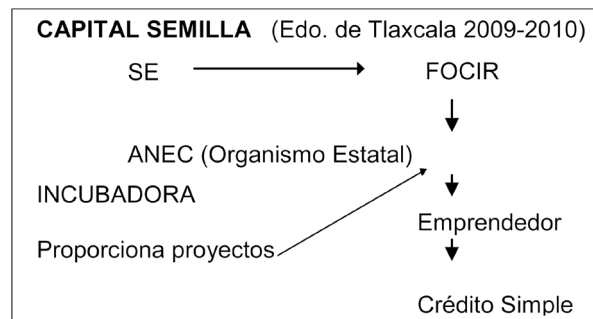 CAPITAL SEMILLA (Edo. de Tlaxcala 2009-2010)
SE FOCIR
ANEC (Organismo Estatal)
INCUBADORA
Emprendedor
Proporciona proyectos
Crédito Simple